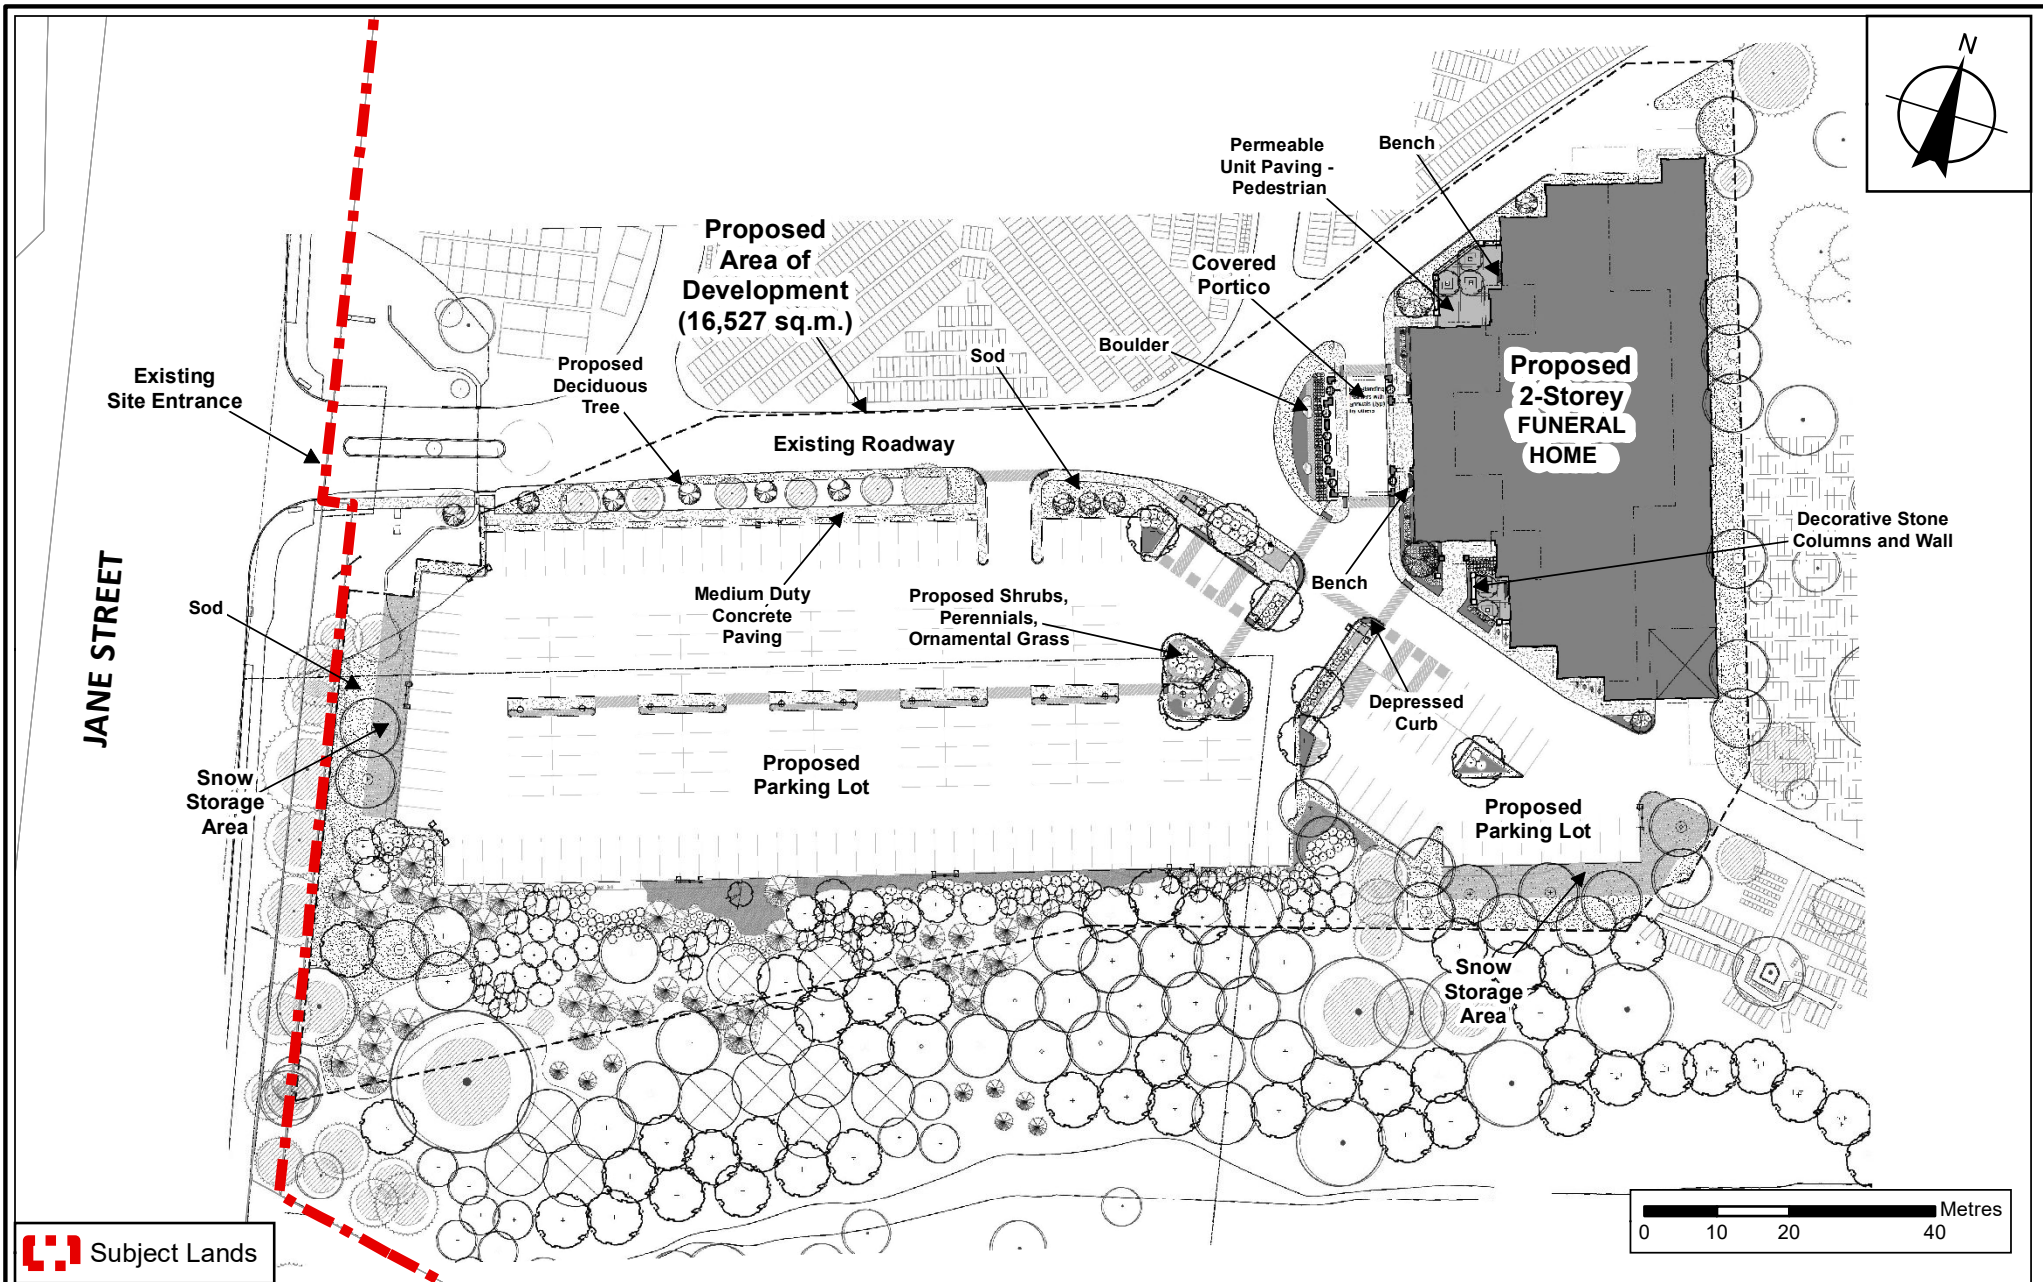 N
Permeable
Unit Paving -
Pedestrian
Bench
Proposed
Area of
Development
(16,527 sq.m.)
Covered
Portico
Boulder
Sod
Proposed
Deciduous
Tree
Existing
Site Entrance
Existing Roadway
Proposed
2-Storey
FUNERAL
HOME
Decorative Stone
Columns and Wall
Bench
JANE STREET
Sod
Medium Duty
Concrete
Paving
Proposed Shrubs,
Perennials,
Ornamental Grass
Depressed
Curb
Snow
Storage
Area
Proposed
Parking Lot
Proposed
Parking Lot
Snow
Storage
Area
Subject Lands
Metres
0 10 20 40